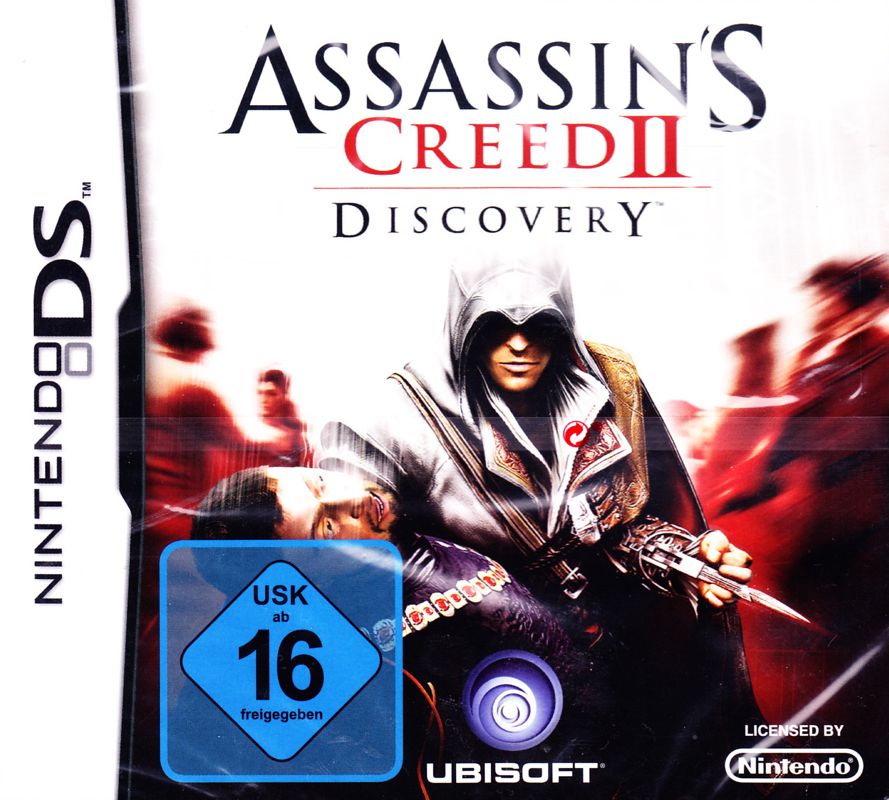 ASSASSIN'S
CREED II
DISCOVERY™
NINTENDO DS™
USK
ab
16
freigegeben
UBISOFT®
LICENSED BY
Nintendo®